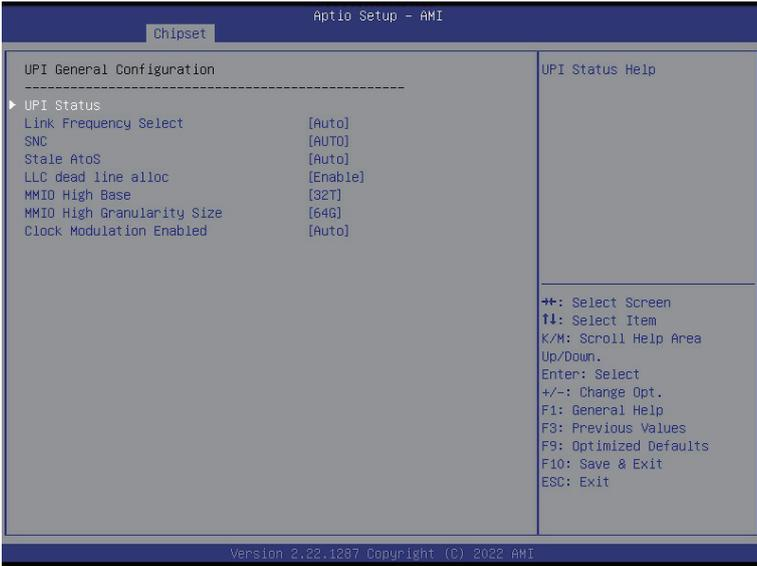 Aptio Setup – AMI
Chipset
UPI General Configuration
------------------------------------------------------
UPI Status
Link Frequency Select [Auto]
SNC [AUTO]
Stale AtoS [Auto]
LLC dead line alloc [Enable]
MMIO High Base [32T]
MMIO High Granularity Size [64G]
Clock Modulation Enabled [Auto]
UPI Status Help
→←: Select Screen
↑↓: Select Item
K/M: Scroll Help Area
Up/Down.
Enter: Select
+/-: Change Opt.
F1: General Help
F3: Previous Values
F9: Optimized Defaults
F10: Save & Exit
ESC: Exit
Version 2.22.1287 Copyright (C) 2022 AMI